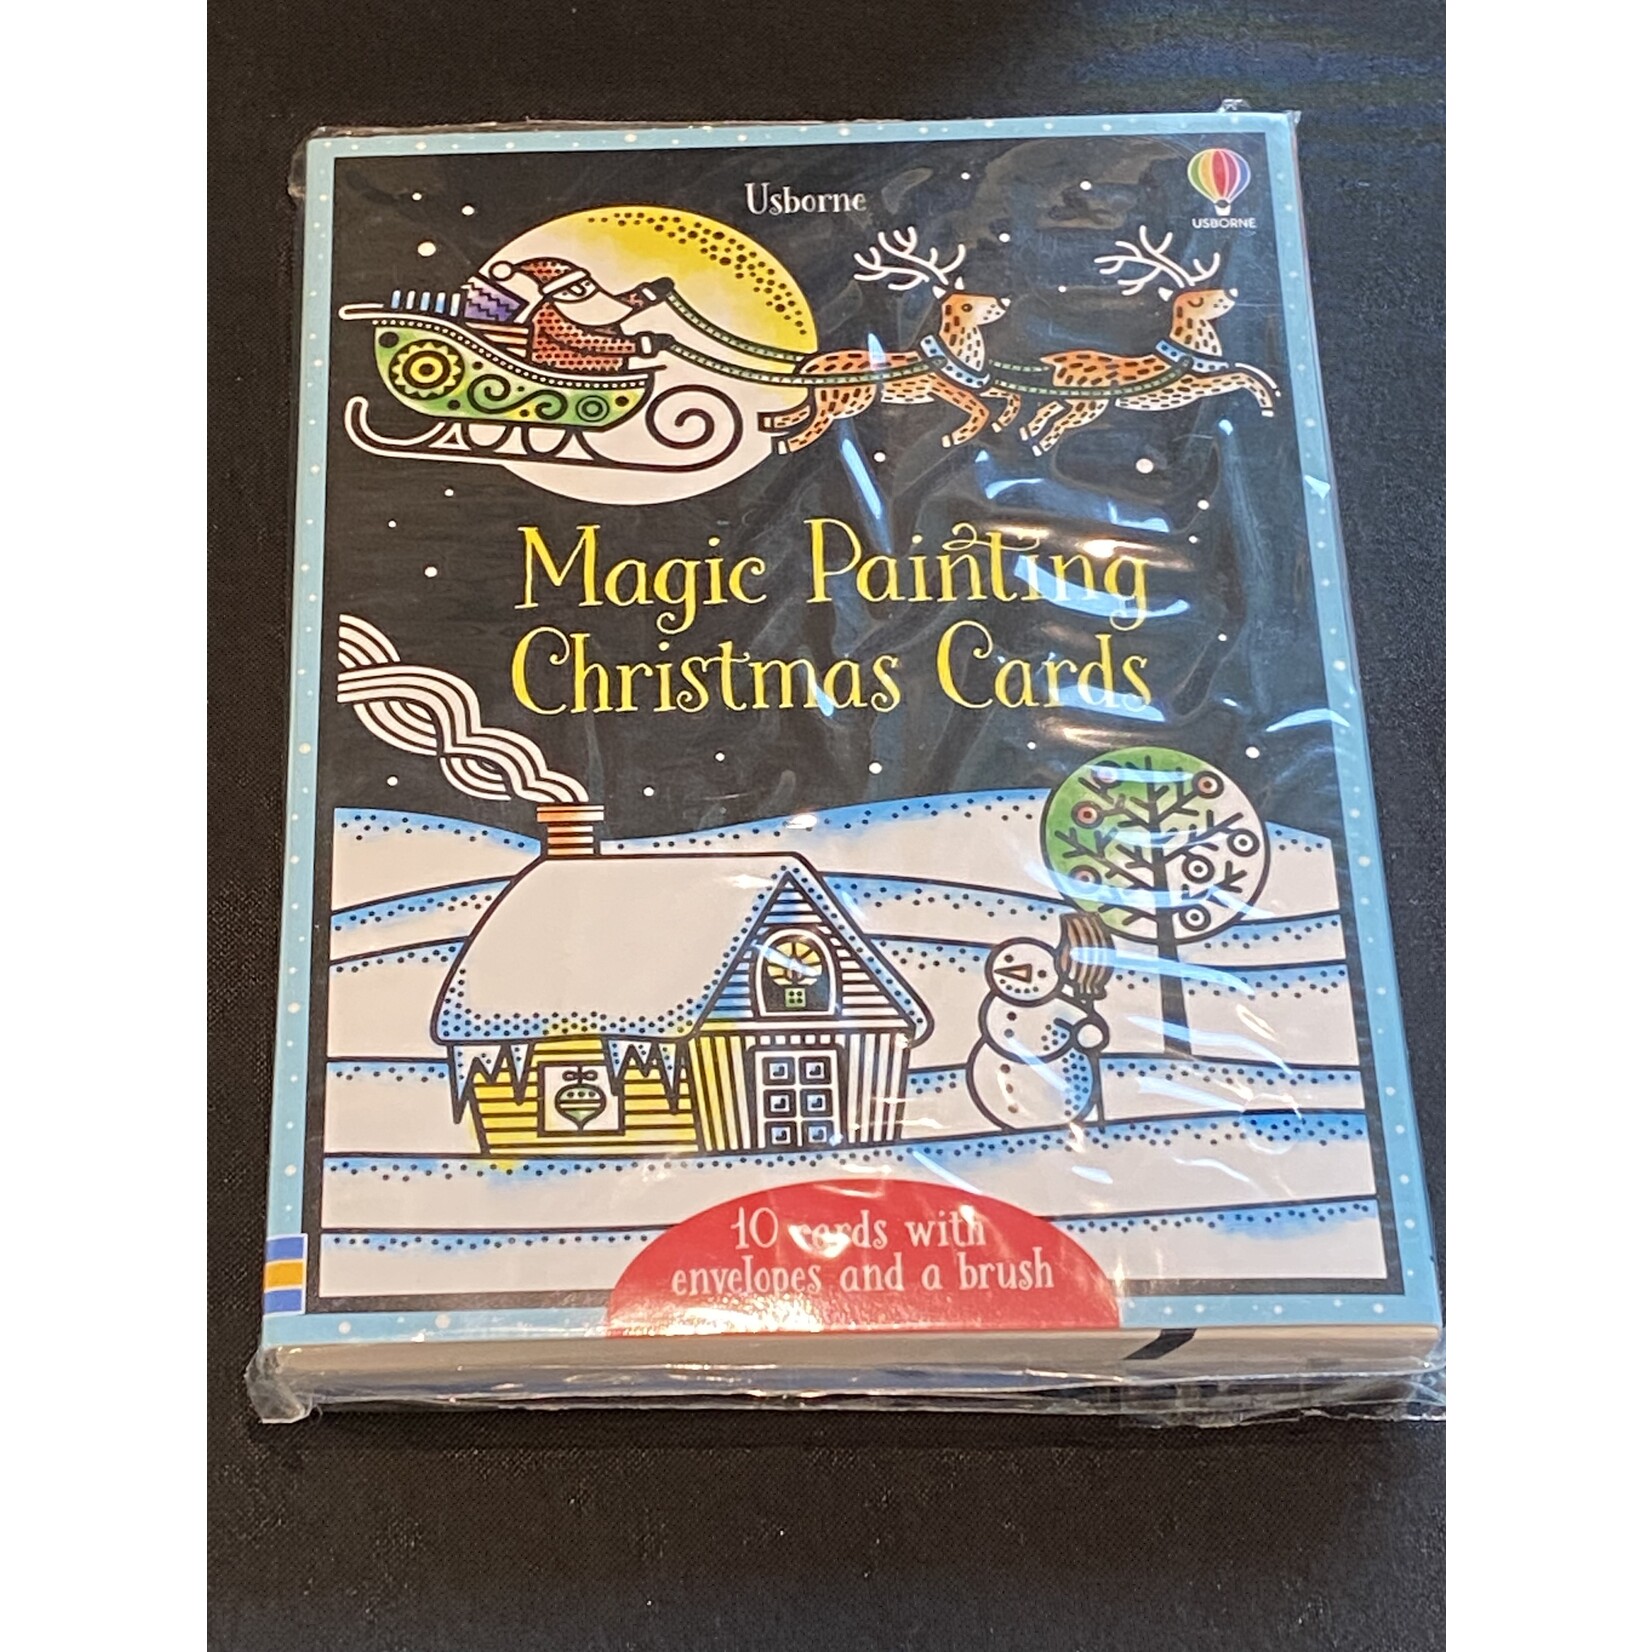 Usborne
USBORNE
Magic Painting
Christmas Cards
10 cards with
envelopes and a brush